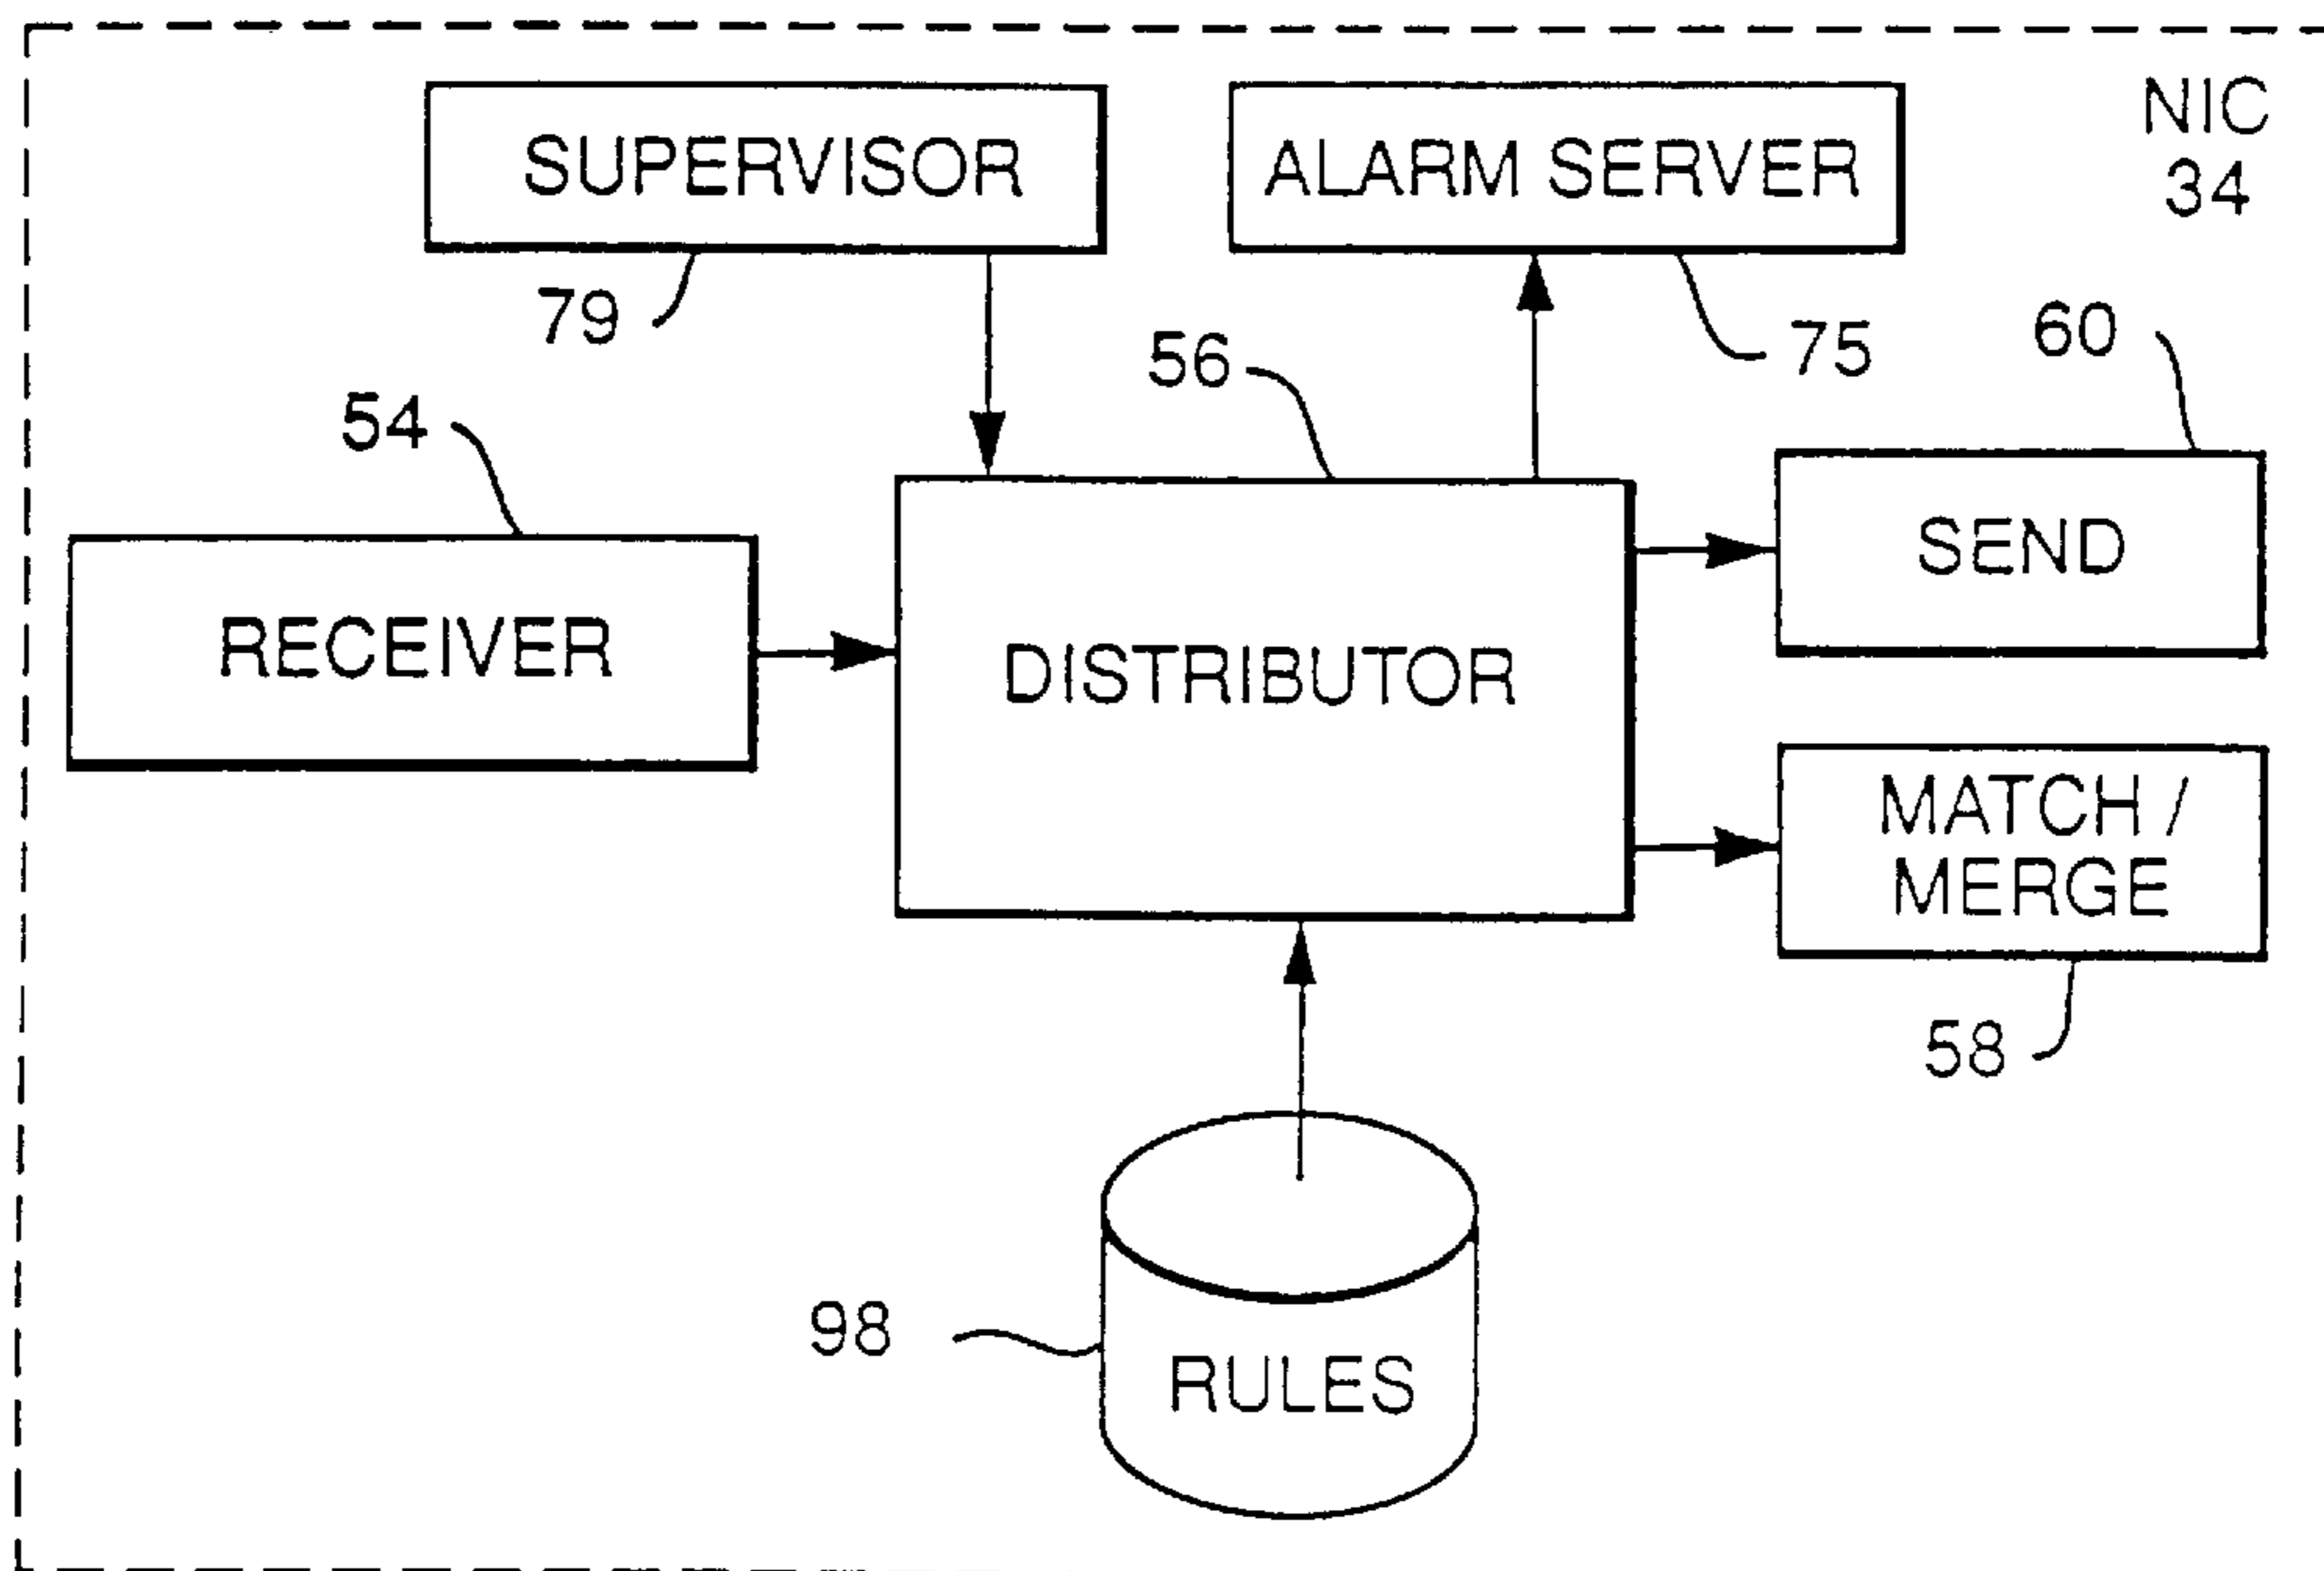 SUPERVISOR
ALARM SERVER
NIC
34
79
56
75
60
54
SEND
RECEIVER
DISTRIBUTOR
MATCH /
MERGE
58
98
RULES